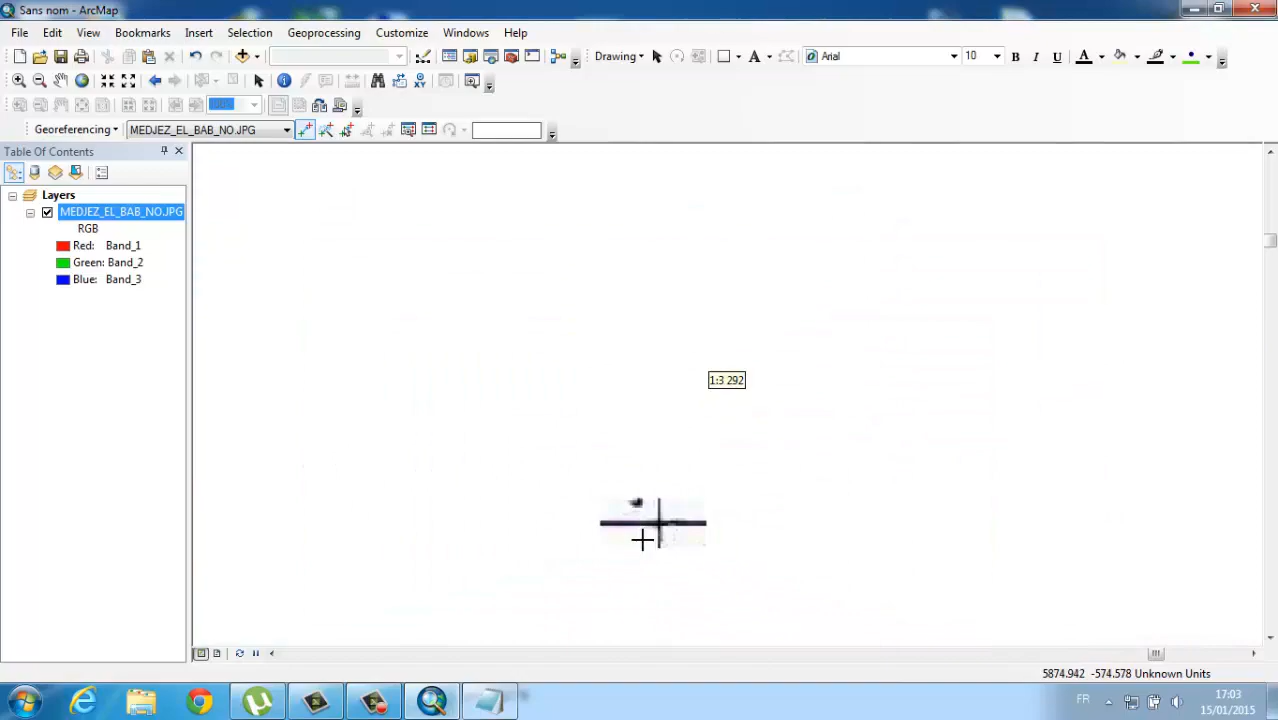 Sans nom - ArcMap
File Edit View Bookmarks Insert Selection Geoprocessing Customize Windows Help
Drawing A Arial 10 B I U A
XY
100%
Georeferencing MEDJEZ_EL_BAB_NO.JPG
Table Of Contents
Layers
MEDJEZ_EL_BAB_NO.JPG
RGB
Red: Band_1
Green: Band_2
Blue: Band_3
1:3 292
5874.942 -574.578 Unknown Units
FR 17:03
15/01/2015